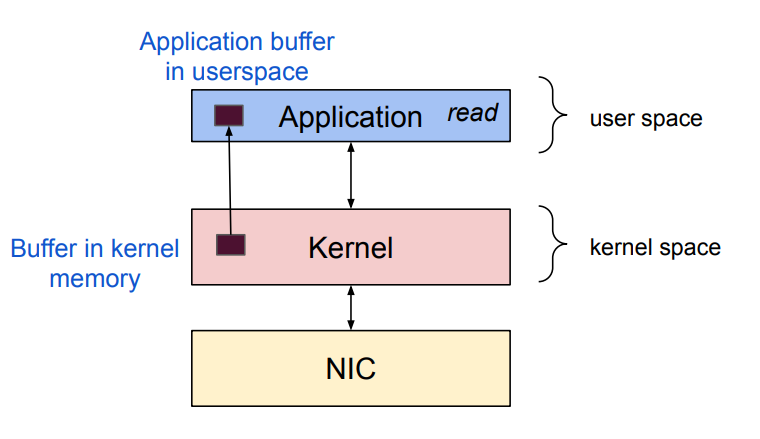 Application buffer
in userspace
Application
read
user space
Buffer in kernel
memory
Kernel
kernel space
NIC